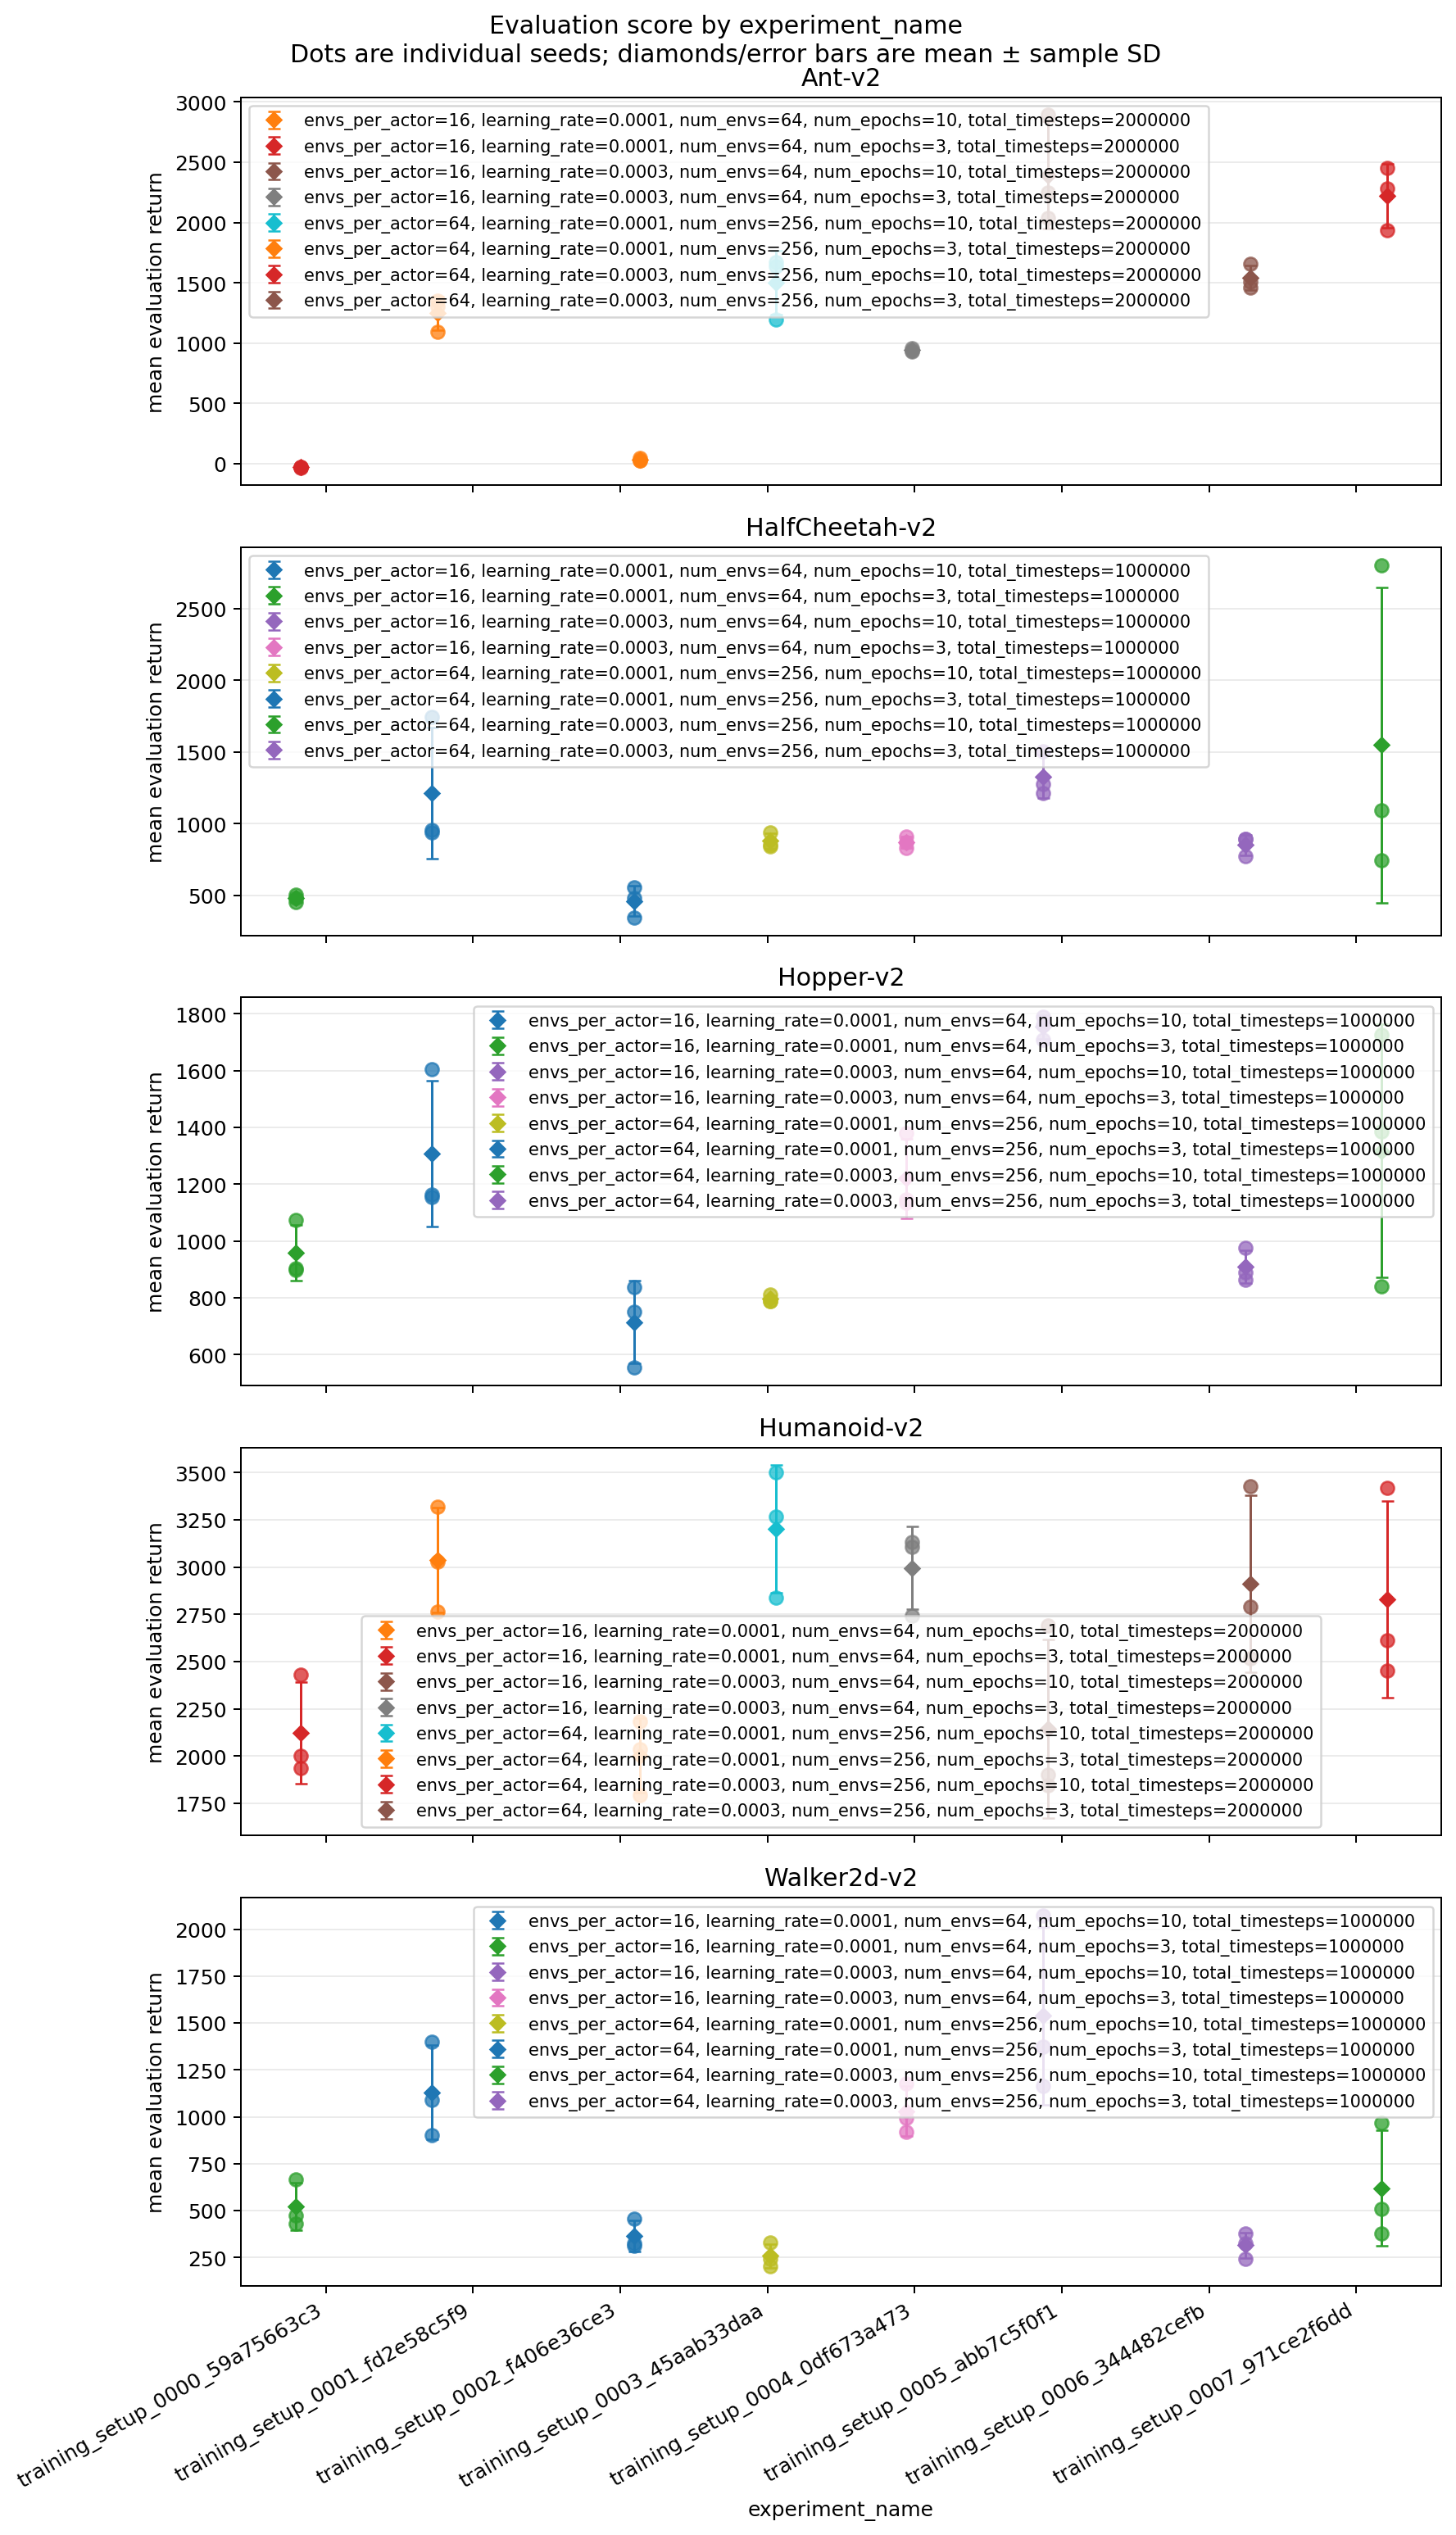 Evaluation score by experiment_name
Dots are individual seeds; diamonds/error bars are mean ± sample SD
Ant-v2
3000
2500
2000
1500
1000
500
0
mean evaluation return
envs_per_actor=16, learning_rate=0.0001, num_envs=64, num_epochs=10, total_timesteps=2000000
envs_per_actor=16, learning_rate=0.0001, num_envs=64, num_epochs=3, total_timesteps=2000000
envs_per_actor=16, learning_rate=0.0003, num_envs=64, num_epochs=10, total_timesteps=2000000
envs_per_actor=16, learning_rate=0.0003, num_envs=64, num_epochs=3, total_timesteps=2000000
envs_per_actor=64, learning_rate=0.0001, num_envs=256, num_epochs=10, total_timesteps=2000000
envs_per_actor=64, learning_rate=0.0001, num_envs=256, num_epochs=3, total_timesteps=2000000
envs_per_actor=64, learning_rate=0.0003, num_envs=256, num_epochs=10, total_timesteps=2000000
envs_per_actor=64, learning_rate=0.0003, num_envs=256, num_epochs=3, total_timesteps=2000000
HalfCheetah-v2
2500
2000
1500
1000
500
mean evaluation return
envs_per_actor=16, learning_rate=0.0001, num_envs=64, num_epochs=10, total_timesteps=1000000
envs_per_actor=16, learning_rate=0.0001, num_envs=64, num_epochs=3, total_timesteps=1000000
envs_per_actor=16, learning_rate=0.0003, num_envs=64, num_epochs=10, total_timesteps=1000000
envs_per_actor=16, learning_rate=0.0003, num_envs=64, num_epochs=3, total_timesteps=1000000
envs_per_actor=64, learning_rate=0.0001, num_envs=256, num_epochs=10, total_timesteps=1000000
envs_per_actor=64, learning_rate=0.0001, num_envs=256, num_epochs=3, total_timesteps=1000000
envs_per_actor=64, learning_rate=0.0003, num_envs=256, num_epochs=10, total_timesteps=1000000
envs_per_actor=64, learning_rate=0.0003, num_envs=256, num_epochs=3, total_timesteps=1000000
Hopper-v2
1800
1600
1400
1200
1000
800
600
mean evaluation return
envs_per_actor=16, learning_rate=0.0001, num_envs=64, num_epochs=10, total_timesteps=1000000
envs_per_actor=16, learning_rate=0.0001, num_envs=64, num_epochs=3, total_timesteps=1000000
envs_per_actor=16, learning_rate=0.0003, num_envs=64, num_epochs=10, total_timesteps=1000000
envs_per_actor=16, learning_rate=0.0003, num_envs=64, num_epochs=3, total_timesteps=1000000
envs_per_actor=64, learning_rate=0.0001, num_envs=256, num_epochs=10, total_timesteps=1000000
envs_per_actor=64, learning_rate=0.0001, num_envs=256, num_epochs=3, total_timesteps=1000000
envs_per_actor=64, learning_rate=0.0003, num_envs=256, num_epochs=10, total_timesteps=1000000
envs_per_actor=64, learning_rate=0.0003, num_envs=256, num_epochs=3, total_timesteps=1000000
Humanoid-v2
3500
3250
3000
2750
2500
2250
2000
1750
mean evaluation return
envs_per_actor=16, learning_rate=0.0001, num_envs=64, num_epochs=10, total_timesteps=2000000
envs_per_actor=16, learning_rate=0.0001, num_envs=64, num_epochs=3, total_timesteps=2000000
envs_per_actor=16, learning_rate=0.0003, num_envs=64, num_epochs=10, total_timesteps=2000000
envs_per_actor=16, learning_rate=0.0003, num_envs=64, num_epochs=3, total_timesteps=2000000
envs_per_actor=64, learning_rate=0.0001, num_envs=256, num_epochs=10, total_timesteps=2000000
envs_per_actor=64, learning_rate=0.0001, num_envs=256, num_epochs=3, total_timesteps=2000000
envs_per_actor=64, learning_rate=0.0003, num_envs=256, num_epochs=10, total_timesteps=2000000
envs_per_actor=64, learning_rate=0.0003, num_envs=256, num_epochs=3, total_timesteps=2000000
Walker2d-v2
2000
1750
1500
1250
1000
750
500
250
mean evaluation return
envs_per_actor=16, learning_rate=0.0001, num_envs=64, num_epochs=10, total_timesteps=1000000
envs_per_actor=16, learning_rate=0.0001, num_envs=64, num_epochs=3, total_timesteps=1000000
envs_per_actor=16, learning_rate=0.0003, num_envs=64, num_epochs=10, total_timesteps=1000000
envs_per_actor=16, learning_rate=0.0003, num_envs=64, num_epochs=3, total_timesteps=1000000
envs_per_actor=64, learning_rate=0.0001, num_envs=256, num_epochs=10, total_timesteps=1000000
envs_per_actor=64, learning_rate=0.0001, num_envs=256, num_epochs=3, total_timesteps=1000000
envs_per_actor=64, learning_rate=0.0003, num_envs=256, num_epochs=10, total_timesteps=1000000
envs_per_actor=64, learning_rate=0.0003, num_envs=256, num_epochs=3, total_timesteps=1000000
training_setup_0000_59a75663c3
training_setup_0001_fd2e58c5f9
training_setup_0002_f406e36ce3
training_setup_0003_45aab33daa
training_setup_0004_0df673a473
training_setup_0005_abb7c5f0f1
training_setup_0006_344482cefb
training_setup_0007_971ce2f6dd
experiment_name